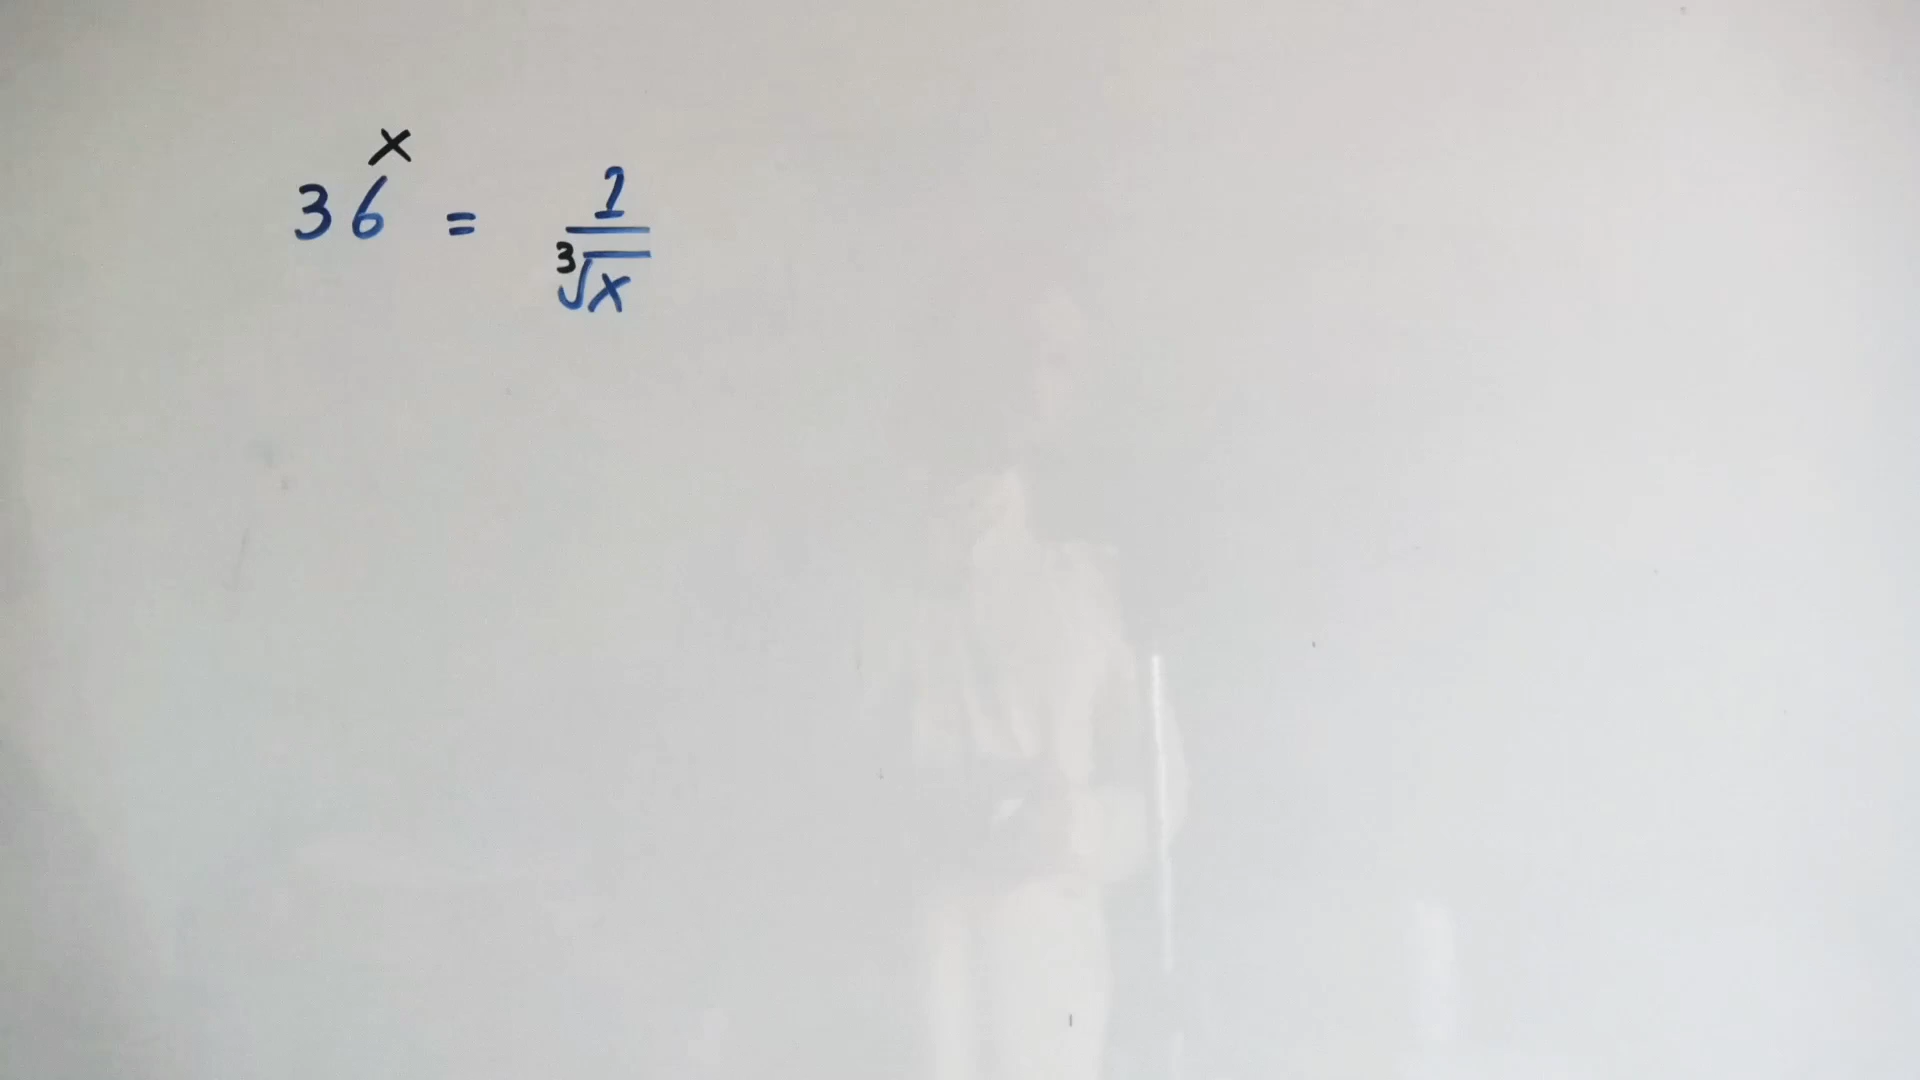 36^x = 1/∛x